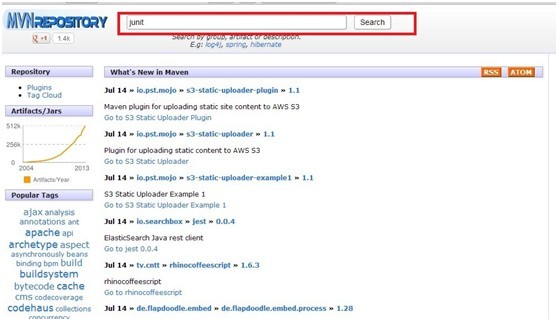 MVNREPOSITORY
junit
Search
g+1 1.4k
Search by group, artifact or description.
E.g: log4j, spring, hibernate
Repository
Plugins
Tag Cloud
Artifacts/Jars
512k
256k
0
2004 2013
Artifacts/Year
Popular Tags
ajax analysis
annotations ant
apache api
archetype aspect
asynchronously beans
binding bpm build
buildsystem
bytecode cache
cms codecoverage
codehaus collections
concurrency
What's New in Maven
RSS ATOM
Jul 14 » io.pst.mojo » s3-static-uploader-plugin » 1.1
Maven plugin for uploading static site content to AWS S3
Go to S3 Static Uploader Plugin
Jul 14 » io.pst.mojo » s3-static-uploader » 1.1
Plugin for uploading static content to AWS S3
Go to S3 Static Uploader
Jul 14 » io.pst.mojo » s3-static-uploader-example1 » 1.1
S3 Static Uploader Example 1
Go to S3 Static Uploader Example 1
Jul 14 » io.searchbox » jest » 0.0.4
ElasticSearch Java rest client
Go to jest 0.0.4
Jul 14 » tv.cntt » rhinocoffeescript » 1.6.3
rhinocoffeescript
Go to rhinocoffeescript
Jul 14 » de.flapdoodle.embed » de.flapdoodle.embed.process » 1.28